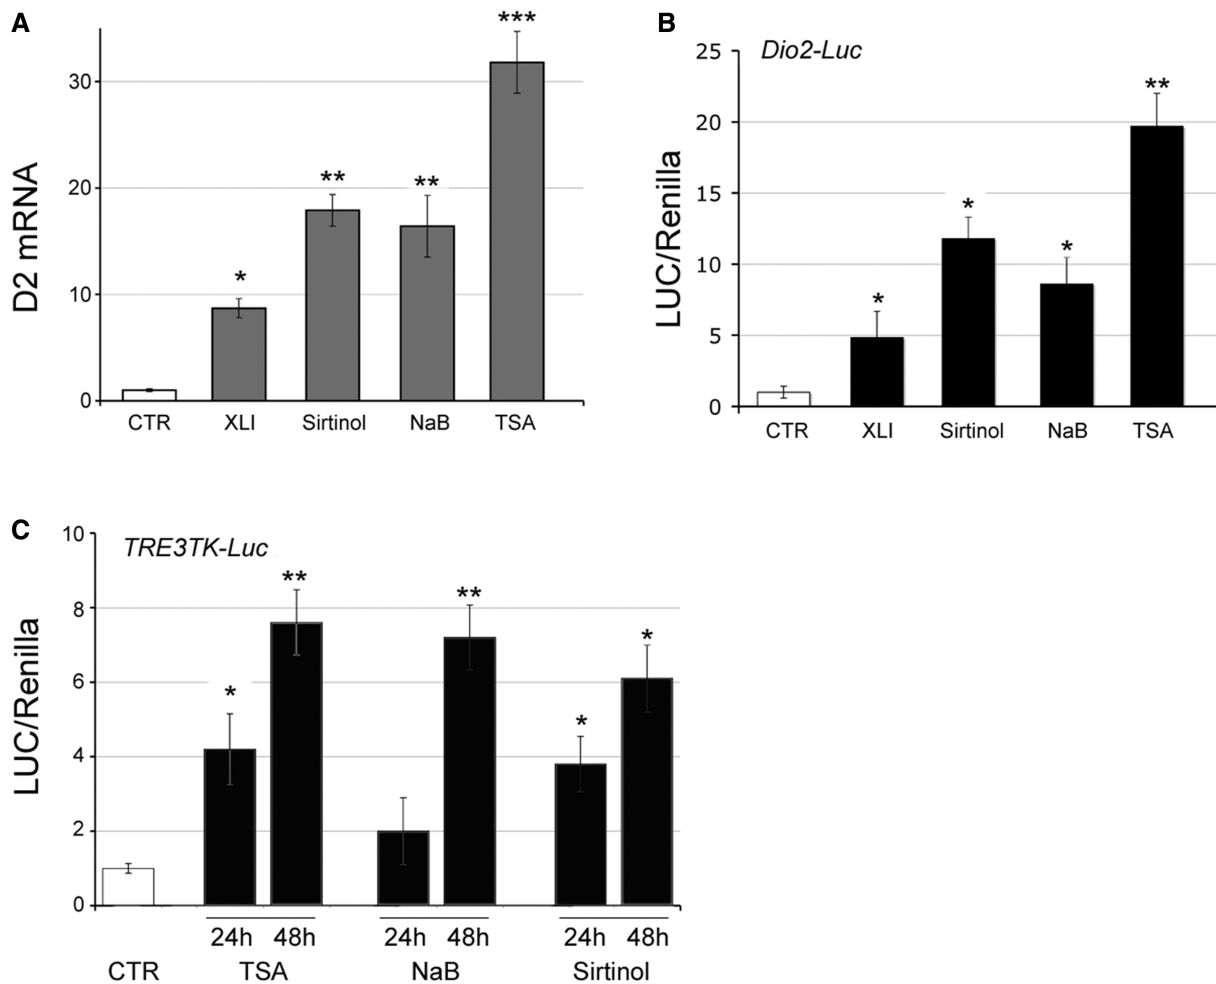 A
D2 mRNA
30
20
10
0
*
**
**
***
CTR XLI Sirtinol NaB TSA
B
Dio2-Luc
LUC/Renilla
25
20
15
10
5
0
*
*
*
**
CTR XLI Sirtinol NaB TSA
C
TRE3TK-Luc
LUC/Renilla
10
8
6
4
2
0
*
**
**
*
*
24h 48h 24h 48h 24h 48h
CTR TSA NaB Sirtinol